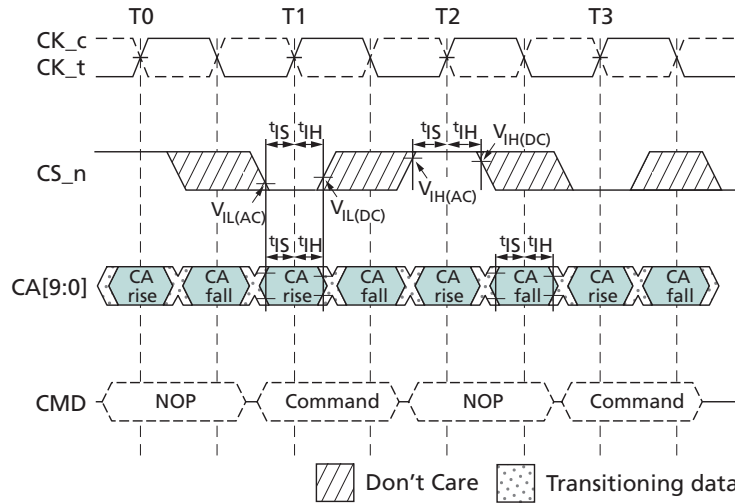 T0 T1 T2 T3
CK_c
CK_t
tIS tIH tIS tIH VIH(DC)
CS_n
VIL(AC) VIL(DC) VIH(AC)
tIS tIH tIS tIH
CA[9:0] CA rise CA fall CA rise CA fall CA rise CA fall CA rise CA fall
CMD NOP Command NOP Command
Don't Care Transitioning data